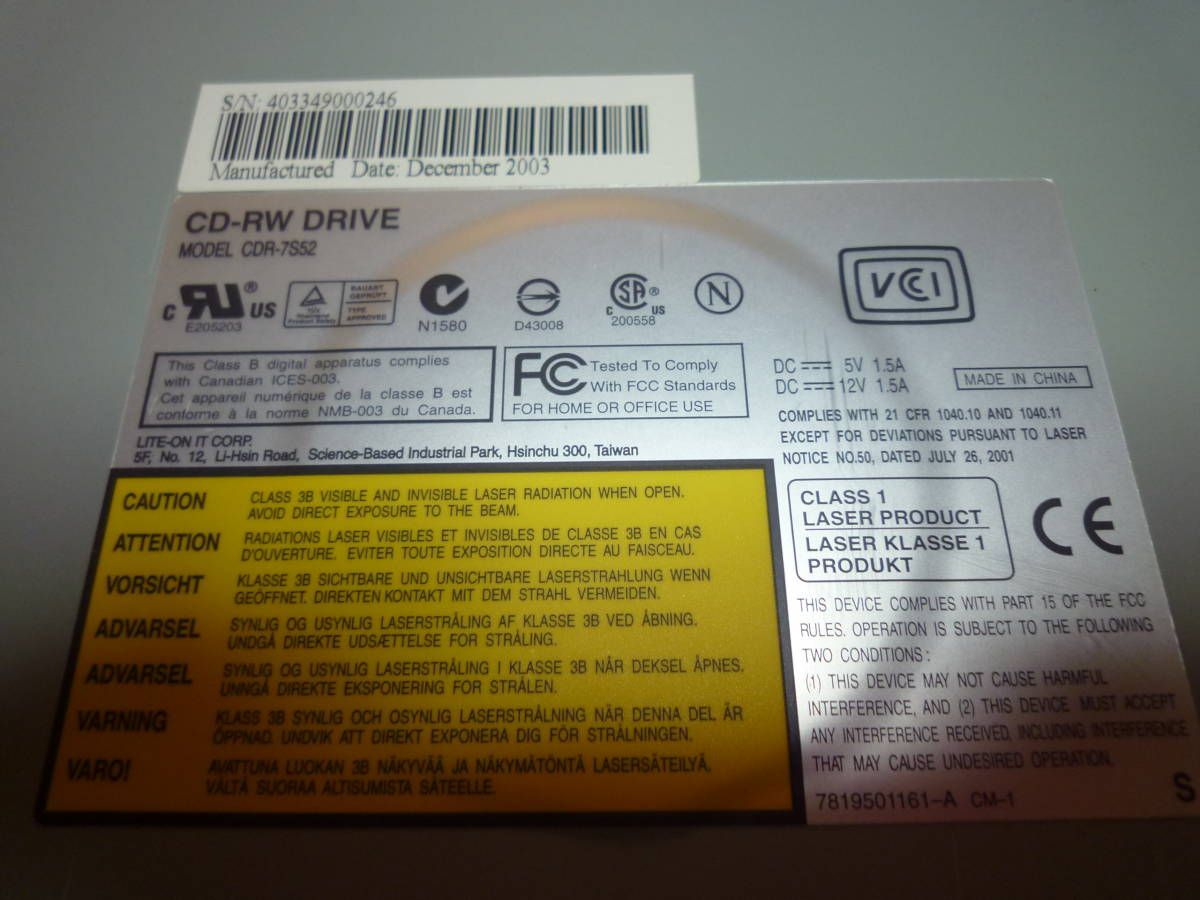 S/N: 403349000246
Manufactured Date: December 2003
CD-RW DRIVE
MODEL CDR-7S52
c RU ® US
E205203
TÜV
Rheinland
Product Safety
BAUART
GEPRÜFT
TYPE
APPROVED
N1580
D43008
SA ®
C US
200558
N
VCCI
This Class B digital apparatus complies
with Canadian ICES-003.
Cet appareil numérique de la classe B est
conforme à la norme NMB-003 du Canada.
FC Tested To Comply
With FCC Standards
FOR HOME OR OFFICE USE
DC 5V 1.5A
DC 12V 1.5A
MADE IN CHINA
COMPLIES WITH 21 CFR 1040.10 AND 1040.11
EXCEPT FOR DEVIATIONS PURSUANT TO LASER
NOTICE NO.50, DATED JULY 26, 2001
LITE-ON IT CORP.
5F, No. 12, Li-Hsin Road, Science-Based Industrial Park, Hsinchu 300, Taiwan
CAUTION CLASS 3B VISIBLE AND INVISIBLE LASER RADIATION WHEN OPEN.
AVOID DIRECT EXPOSURE TO THE BEAM.
ATTENTION RADIATIONS LASER VISIBLES ET INVISIBLES DE CLASSE 3B EN CAS
D'OUVERTURE. EVITER TOUTE EXPOSITION DIRECTE AU FAISCEAU.
VORSICHT KLASSE 3B SICHTBARE UND UNSICHTBARE LASERSTRAHLUNG WENN
GEÖFFNET. DIREKTEN KONTAKT MIT DEM STRAHL VERMEIDEN.
ADVARSEL SYNLIG OG USYNLIG LASERSTRÅLING AF KLASSE 3B VED ÅBNING.
UNDGÅ DIREKTE UDSÆTTELSE FOR STRÅLING.
ADVARSEL SYNLIG OG USYNLIG LASERSTRÅLING I KLASSE 3B NÅR DEKSEL ÅPNES.
UNNGÅ DIREKTE EKSPONERING FOR STRÅLEN.
VARNING KLASS 3B SYNLIG OCH OSYNLIG LASERSTRÅLNING NÄR DENNA DEL ÄR
ÖPPNAD. UNDVIK ATT DIREKT EXPONERA DIG FÖR STRÅLNINGEN.
VARO! AVATTUNA LUOKAN 3B NÄKYVÄÄ JA NÄKYMÄTÖNTÄ LASERSÄTEILYÄ.
VÄLTÄ SUORAA ALTISUMISTA SÄTEELLE.
CLASS 1
LASER PRODUCT
LASER KLASSE 1
PRODUKT
CE
THIS DEVICE COMPLIES WITH PART 15 OF THE FCC
RULES. OPERATION IS SUBJECT TO THE FOLLOWING
TWO CONDITIONS:
(1) THIS DEVICE MAY NOT CAUSE HARMFUL
INTERFERENCE, AND (2) THIS DEVICE MUST ACCEPT
ANY INTERFERENCE RECEIVED, INCLUDING INTERFERENCE
THAT MAY CAUSE UNDESIRED OPERATION.
7819501161-A CM-1
S